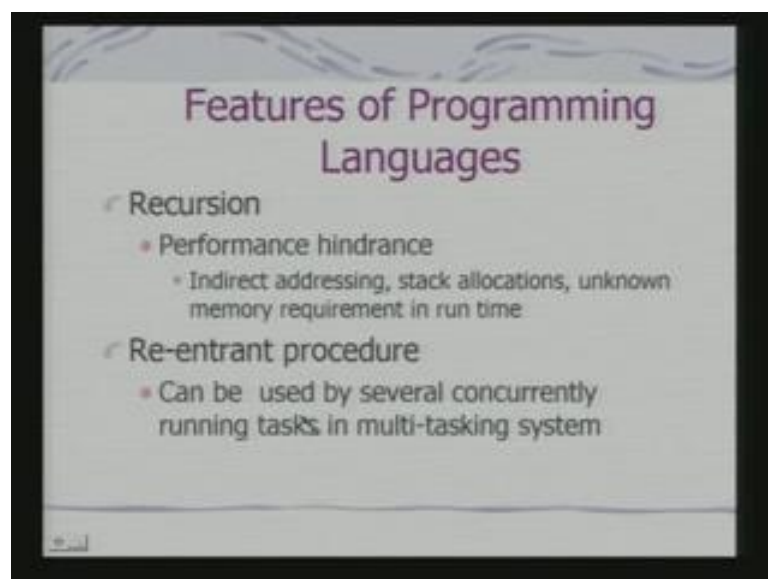 Features of Programming
Languages
Recursion
Performance hindrance
Indirect addressing, stack allocations, unknown
memory requirement in run time
Re-entrant procedure
Can be used by several concurrently
running tasks in multi-tasking system